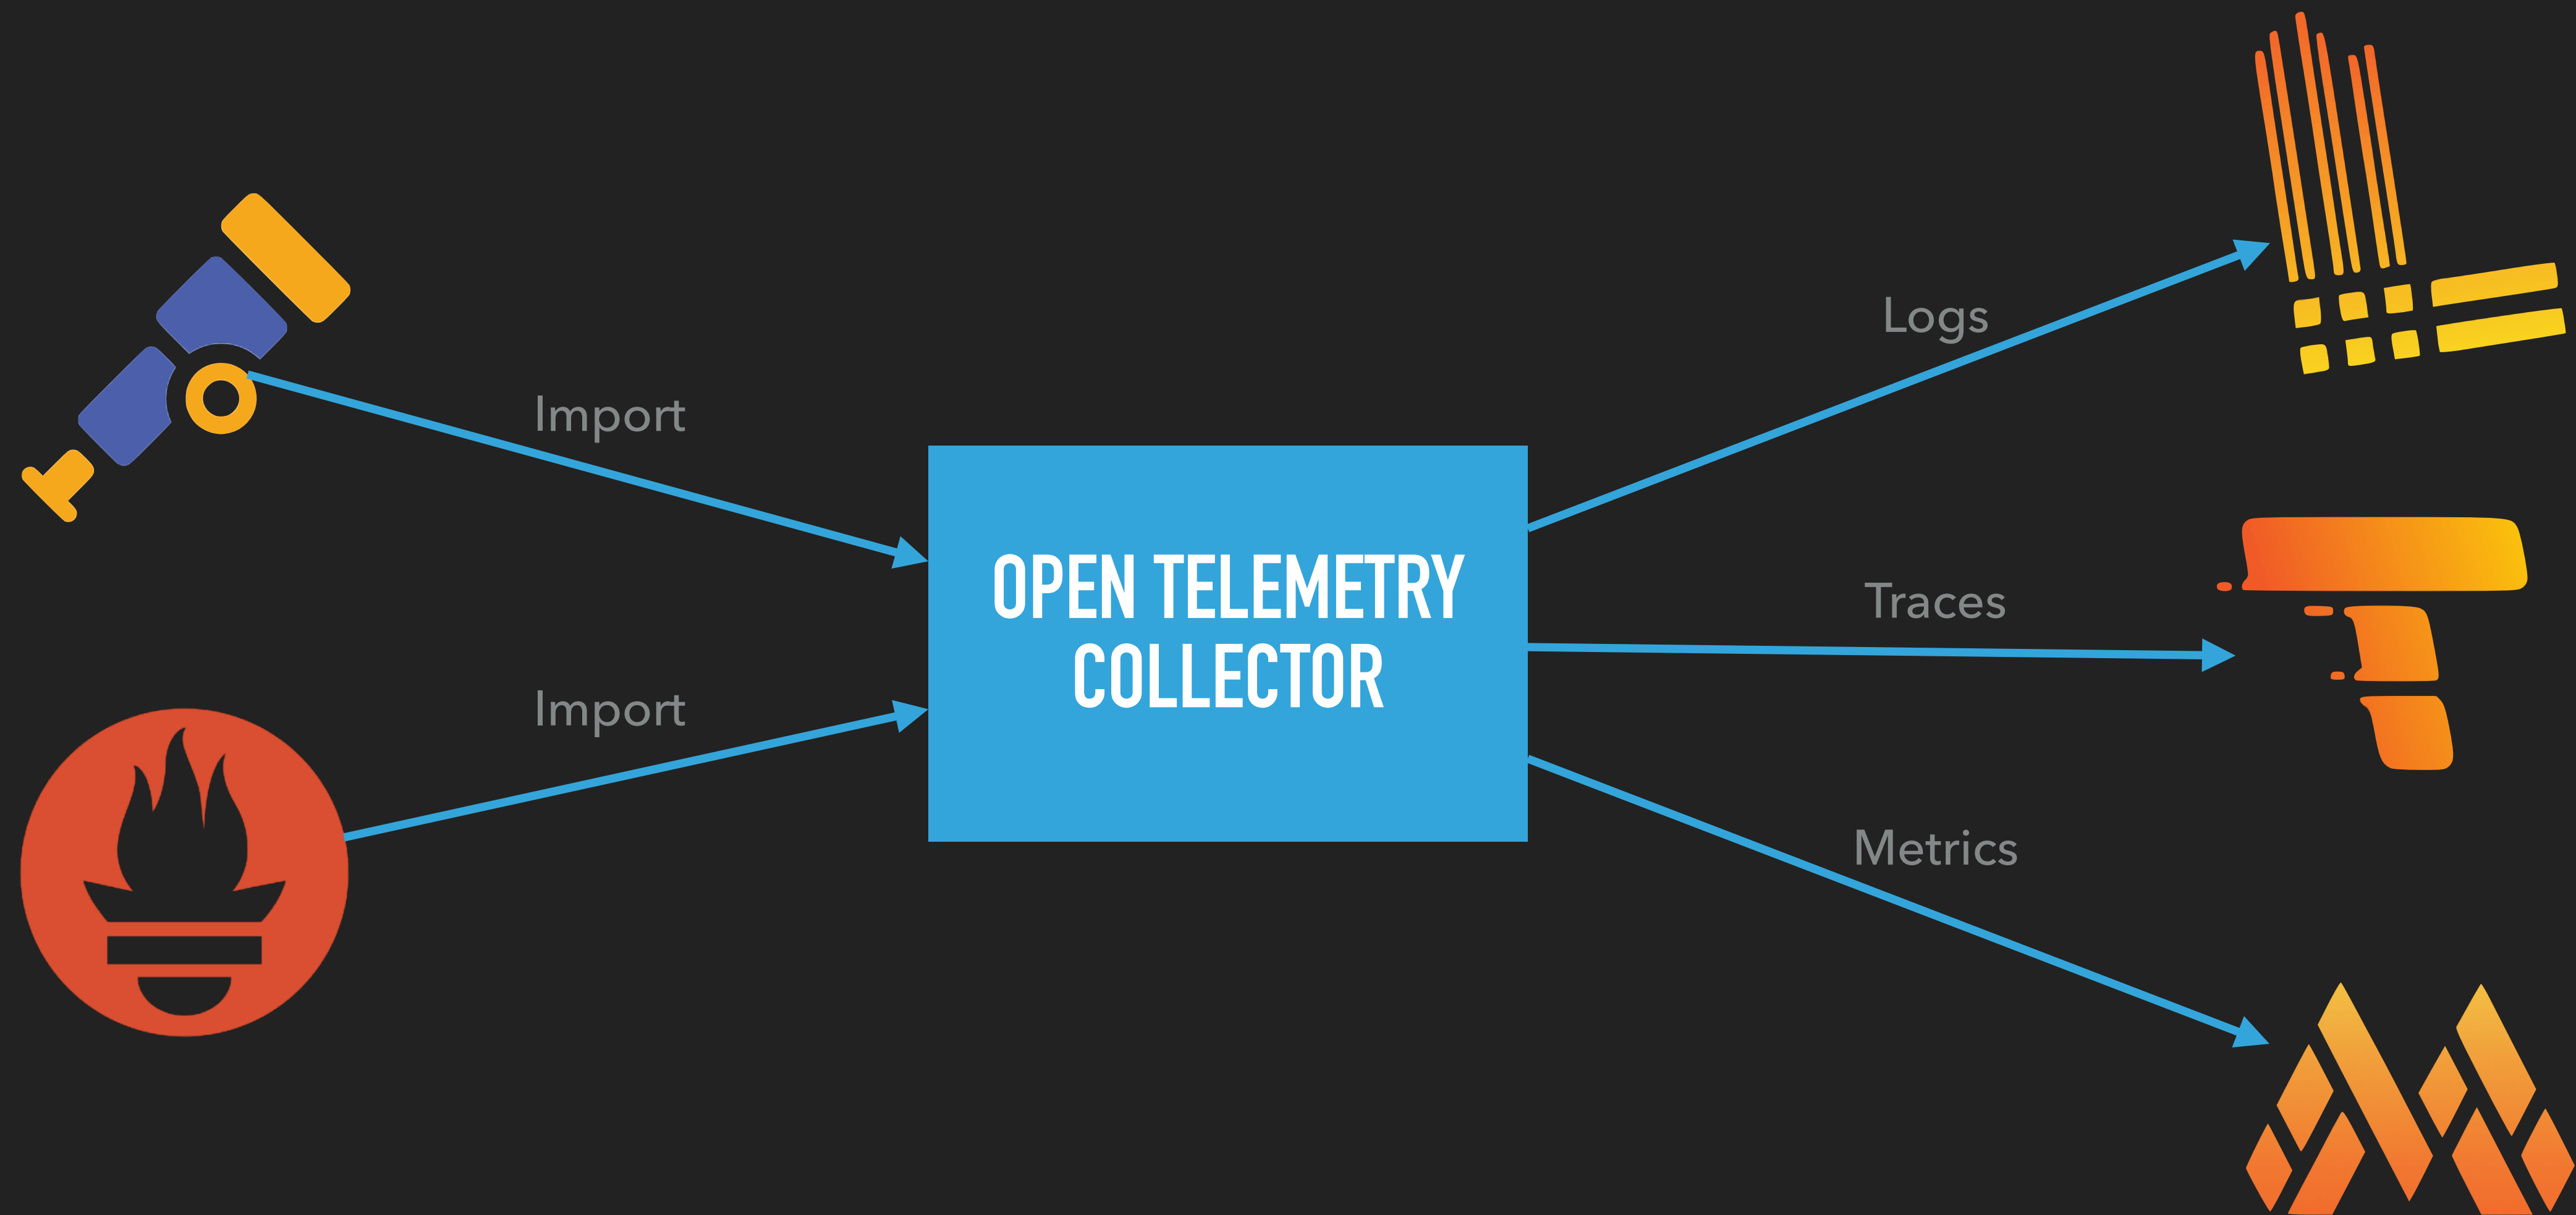 Logs
Import
OPEN TELEMETRY
COLLECTOR
Traces
Import
Metrics